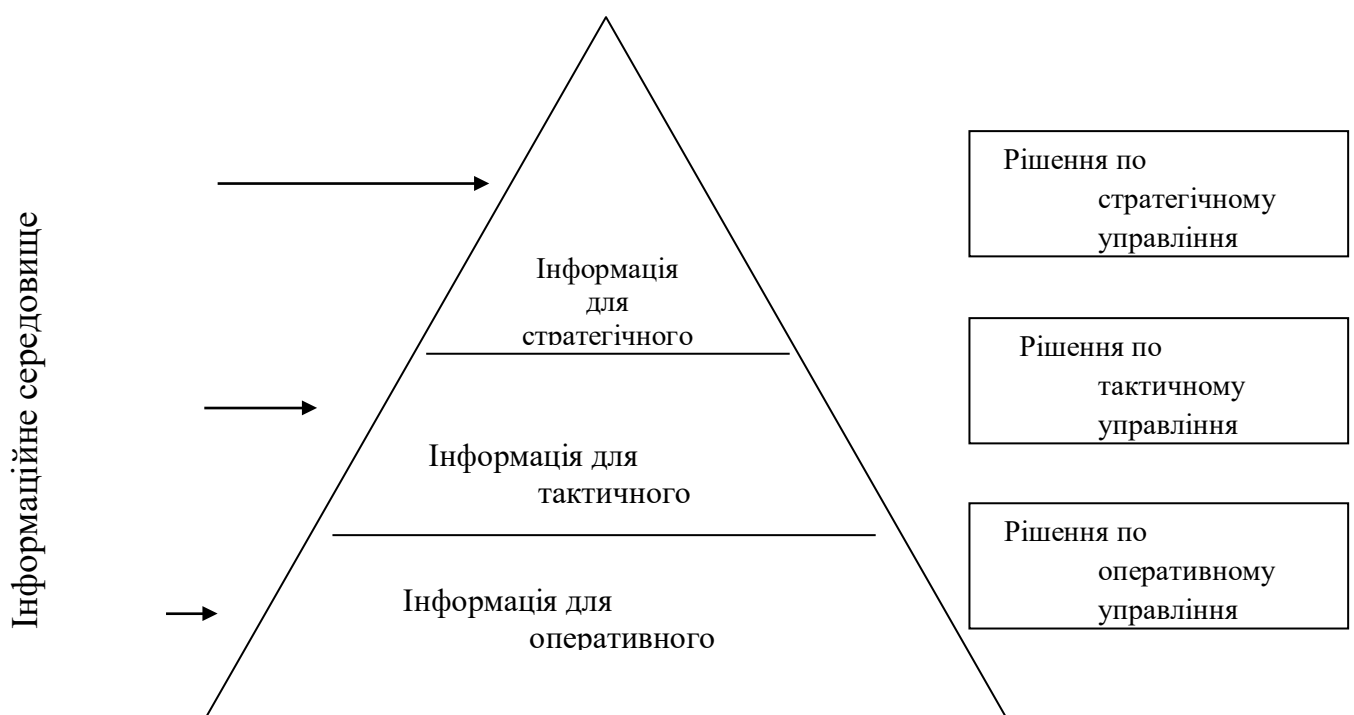 Інформаційне середовище
Інформація
для
стратегічного
Інформація для
тактичного
Інформація для
оперативного
Рішення по
стратегічному
управління
Рішення по
тактичному
управління
Рішення по
оперативному
управління